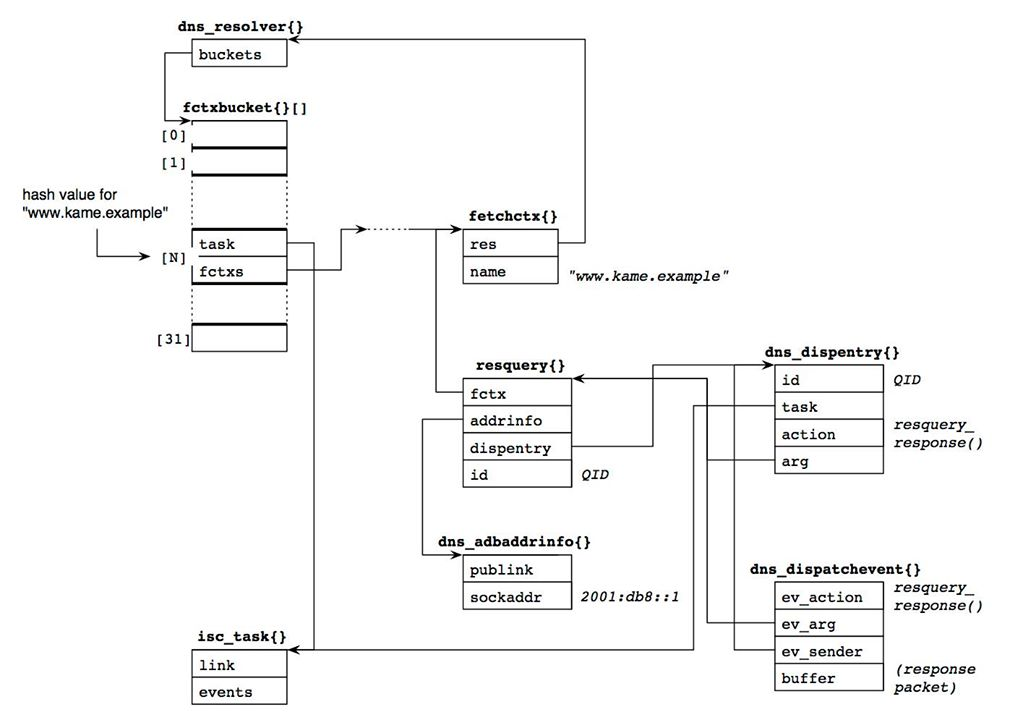 dns_resolver{}
buckets
fctxbucket{}[]
[0]
[1]
hash value for
"www.kame.example"
[N]
task
fctxs
[31]
fetchctx{}
res
name
"www.kame.example"
resquery{}
fctx
addrinfo
dispentry
id
QID
dns_dispentry{}
id
QID
task
action
resquery_
response()
arg
dns_adbaddrinfo{}
publink
sockaddr
2001:db8::1
dns_dispatchevent{}
ev_action
resquery_
response()
ev_arg
ev_sender
buffer
(response
packet)
isc_task{}
link
events